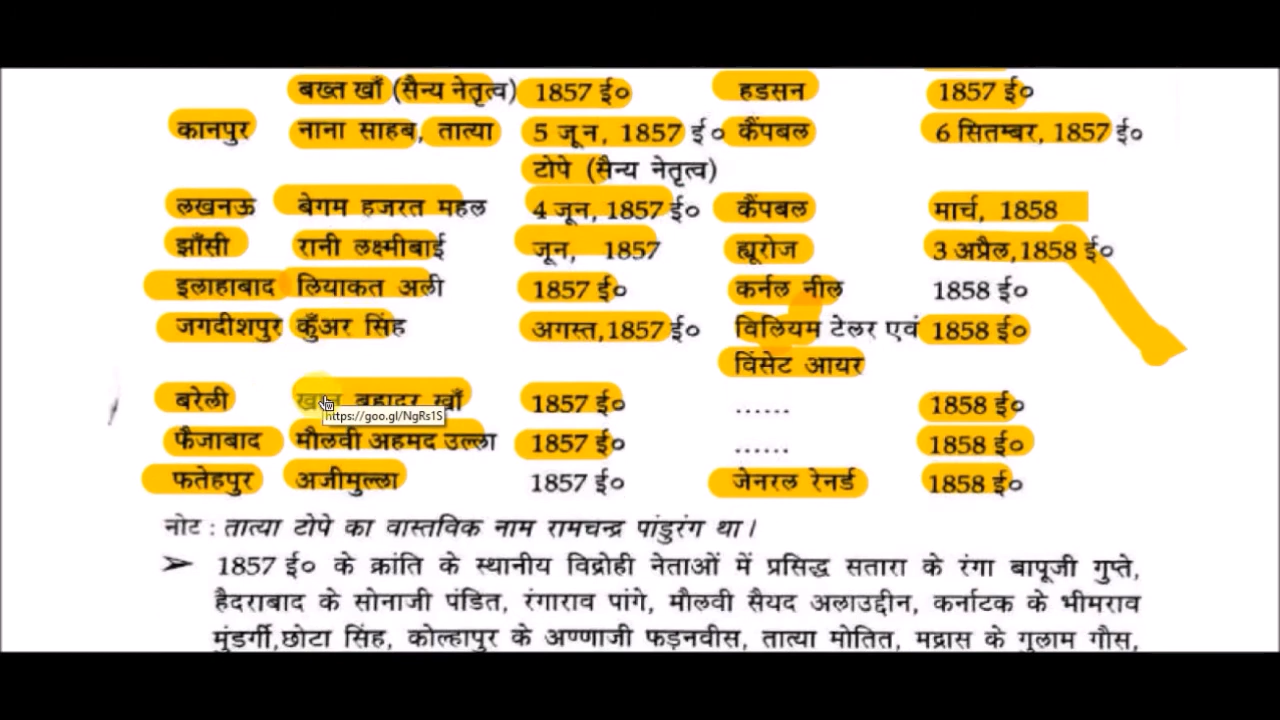 बख्त खाँ (सैन्य नेतृत्व) 1857 ई० हडसन 1857 ई०
कानपुर नाना साहब, तात्या 5 जून, 1857 ई० कैंपबल 6 सितम्बर, 1857 ई०
टोपे (सैन्य नेतृत्व)
लखनऊ बेगम हजरत महल 4 जून, 1857 ई० कैंपबल मार्च, 1858
झाँसी रानी लक्ष्मीबाई जून, 1857 ह्यूरोज 3 अप्रैल,1858 ई०
इलाहाबाद लियाकत अली 1857 ई० कर्नल नील 1858 ई०
जगदीशपुर कुँअर सिंह अगस्त,1857 ई० विलियम टेलर एवं 1858 ई०
विंसेट आयर
बरेली खान बहादुर खाँ 1857 ई० ...... 1858 ई०
https://goo.gl/NgRs1S
फैजाबाद मौलवी अहमद उल्ला 1857 ई० ...... 1858 ई०
फतेहपुर अजीमुल्ला 1857 ई० जेनरल रेनर्ड 1858 ई०
नोट : तात्या टोपे का वास्तविक नाम रामचन्द्र पांडुरंग था।
➢ 1857 ई० के क्रांति के स्थानीय विद्रोही नेताओं में प्रसिद्ध सतारा के रंगा बापूजी गुप्ते,
हैदराबाद के सोनाजी पंडित, रंगाराव पांगे, मौलवी सैयद अलाउद्दीन, कर्नाटक के भीमराव
मुंडर्गी,छोटा सिंह, कोल्हापुर के अण्णाजी फड़नवीस, तात्या मोतित, मद्रास के गुलाम गौस,